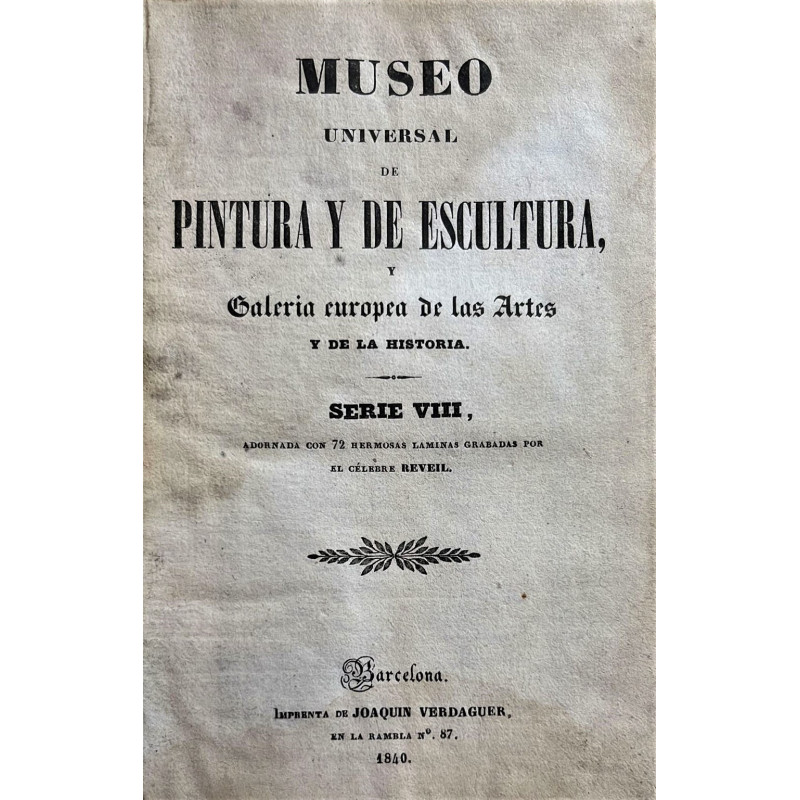 MUSEO
UNIVERSAL
DE
PINTURA Y DE ESCULTURA,
Y
Galeria europea de las Artes
Y DE LA HISTORIA.
SERIE VIII,
ADORNADA CON 72 HERMOSAS LAMINAS GRABADAS POR
EL CÉLEBRE REVEIL.
Barcelona.
IMPRENTA DE JOAQUIN VERDAGUER,
EN LA RAMBLA Nº. 87.
1840.